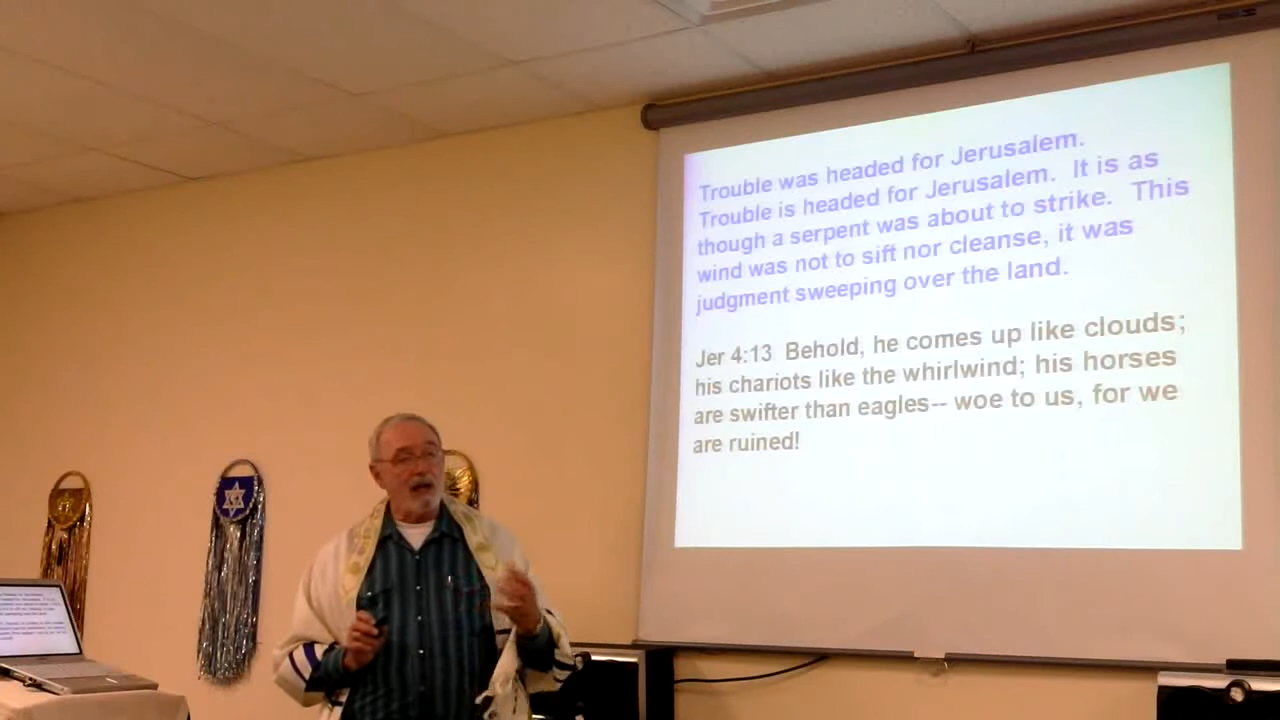 Trouble was headed for Jerusalem.
Trouble is headed for Jerusalem. It is as
though a serpent was about to strike. This
wind was not to sift nor cleanse, it was
judgment sweeping over the land.
Jer 4:13 Behold, he comes up like clouds;
his chariots like the whirlwind; his horses
are swifter than eagles-- woe to us, for we
are ruined!